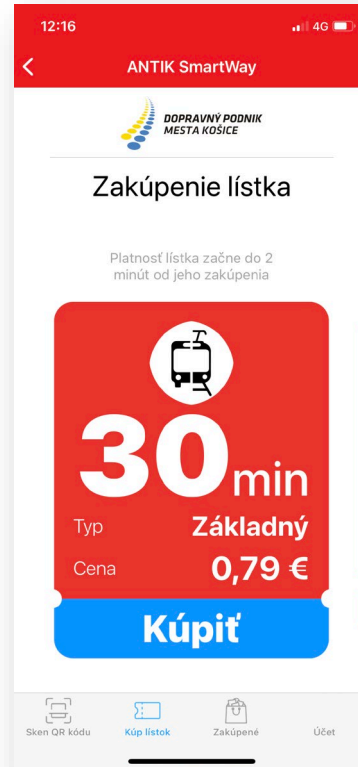 12:16
4G
ANTIK SmartWay
DOPRAVNÝ PODNIK
MESTA KOŠICE
Zakúpenie lístka
Platnosť lístka začne do 2
minút od jeho zakúpenia
30 min
Typ Základný
Cena 0,79 €
Kúpiť
Sken QR kódu Kúp lístok Zakúpené Účet